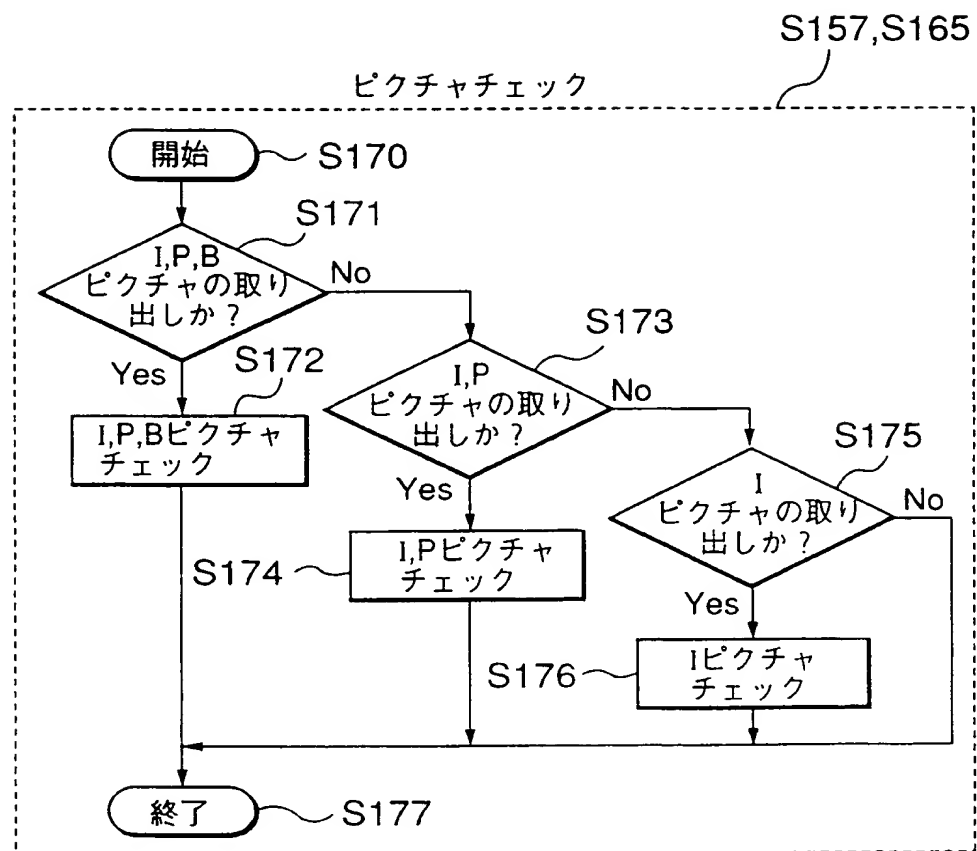 S157,S165
ピクチャチェック
開始
S170
S171
I,P,B
ピクチャの取り
出しか?
No
Yes
S172
I,P,Bピクチャ
チェック
S173
I,P
ピクチャの取り
出しか?
No
Yes
S174
I,Pピクチャ
チェック
S175
I
ピクチャの取り
出しか?
No
Yes
S176
Iピクチャ
チェック
終了
S177